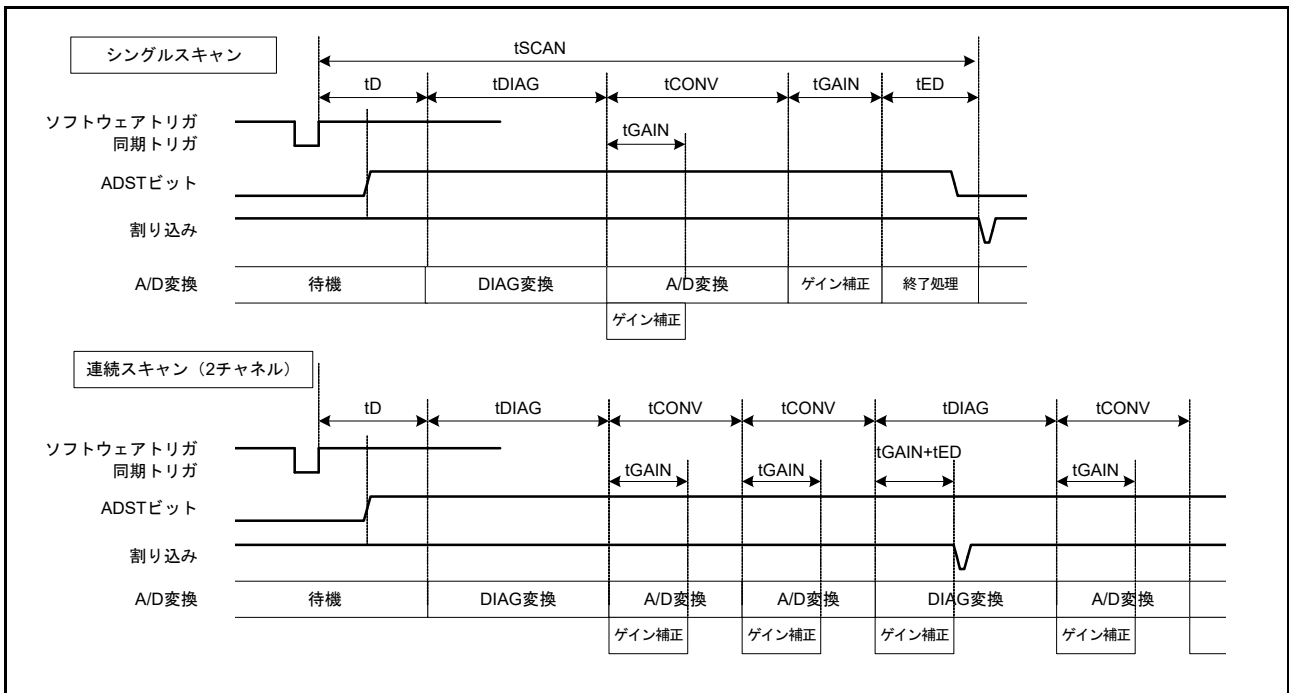 シングルスキャン
tSCAN
tD tDIAG tCONV tGAIN tED
ソフトウェアトリガ
同期トリガ
tGAIN
ADSTビット
割り込み
A/D変換 待機 DIAG変換 A/D変換 ゲイン補正 終了処理
ゲイン補正
連続スキャン（2チャネル）
tD tDIAG tCONV tCONV tDIAG tCONV
ソフトウェアトリガ
同期トリガ
tGAIN tGAIN tGAIN+tED tGAIN
ADSTビット
割り込み
A/D変換 待機 DIAG変換 A/D変換 A/D変換 DIAG変換 A/D変換
ゲイン補正 ゲイン補正 ゲイン補正 ゲイン補正